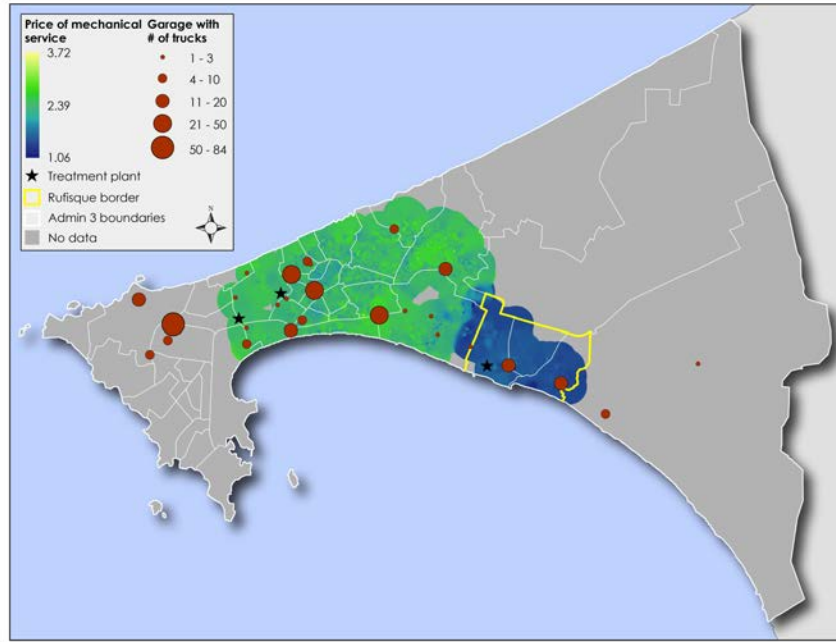 Price of mechanical
service
3.72
2.39
1.06
Garage with
# of trucks
1 - 3
4 - 10
11 - 20
21 - 50
50 - 84
Treatment plant
Rufisque border
Admin 3 boundaries
No data
N